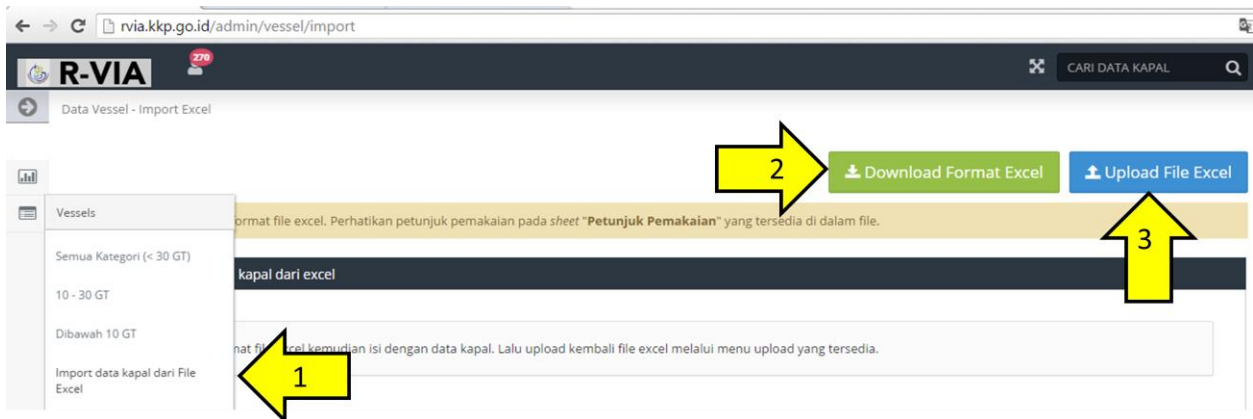 rvia.kkp.go.id/admin/vessel/import
R-VIA
270
CARI DATA KAPAL
Data Vessel - Import Excel
2
Download Format Excel
Upload File Excel
3
Vessels
format file excel. Perhatikan petunjuk pemakaian pada sheet "Petunjuk Pemakaian" yang tersedia di dalam file.
Semua Kategori (< 30 GT)
kapal dari excel
10 - 30 GT
Dibawah 10 GT
excel kemudian isi dengan data kapal. Lalu upload kembali file excel melalui menu upload yang tersedia.
Import data kapal dari File
Excel
1